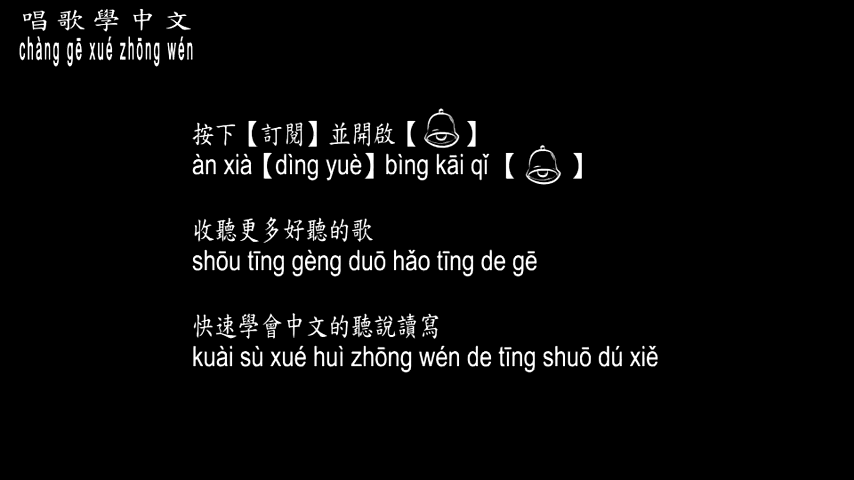 唱歌學中文
chàng gē xué zhōng wén
按下【訂閱】並開啟【🔔】
àn xià【dìng yuè】bìng kāi qǐ【🔔】
收聽更多好聽的歌
shōu tīng gèng duō hǎo tīng de gē
快速學會中文的聽說讀寫
kuài sù xué huì zhōng wén de tīng shuō dú xiě